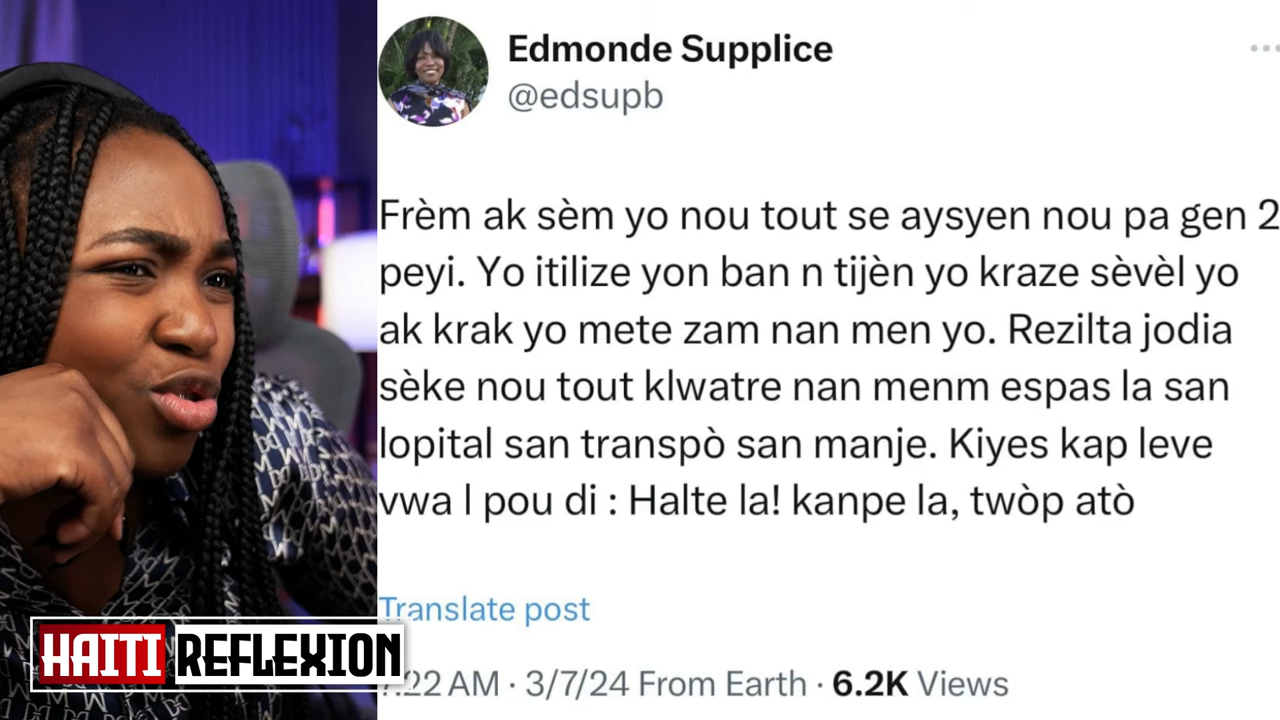 Edmonde Supplice
@edsupb
Frèm ak sèm yo nou tout se aysyen nou pa gen 2
peyi. Yo itilize yon ban n tijèn yo kraze sèvèl yo
ak krak yo mete zam nan men yo. Rezilta jodia
sèke nou tout klwatre nan menm espas la san
lopital san transpò san manje. Kiyes kap leve
vwa l pou di : Halte la! kanpe la, twòp atò
Translate post
:22 AM · 3/7/24 From Earth · 6.2K Views
HAITI REFLEXION